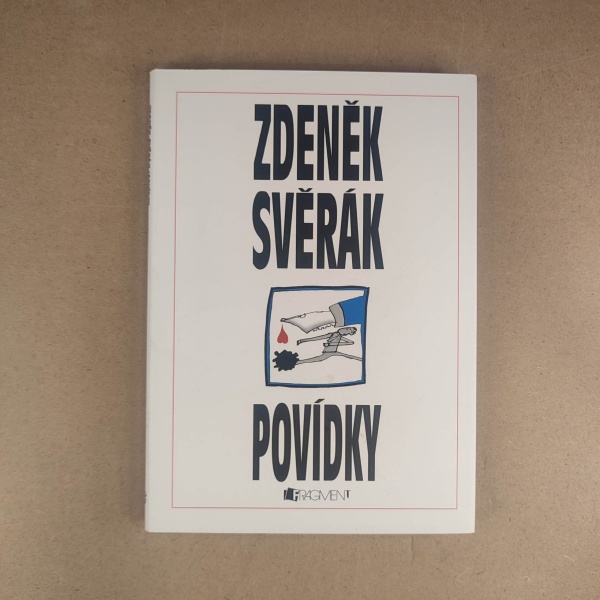 ZDENĚK
SVĚRÁK
POVÍDKY
FRAGMENT